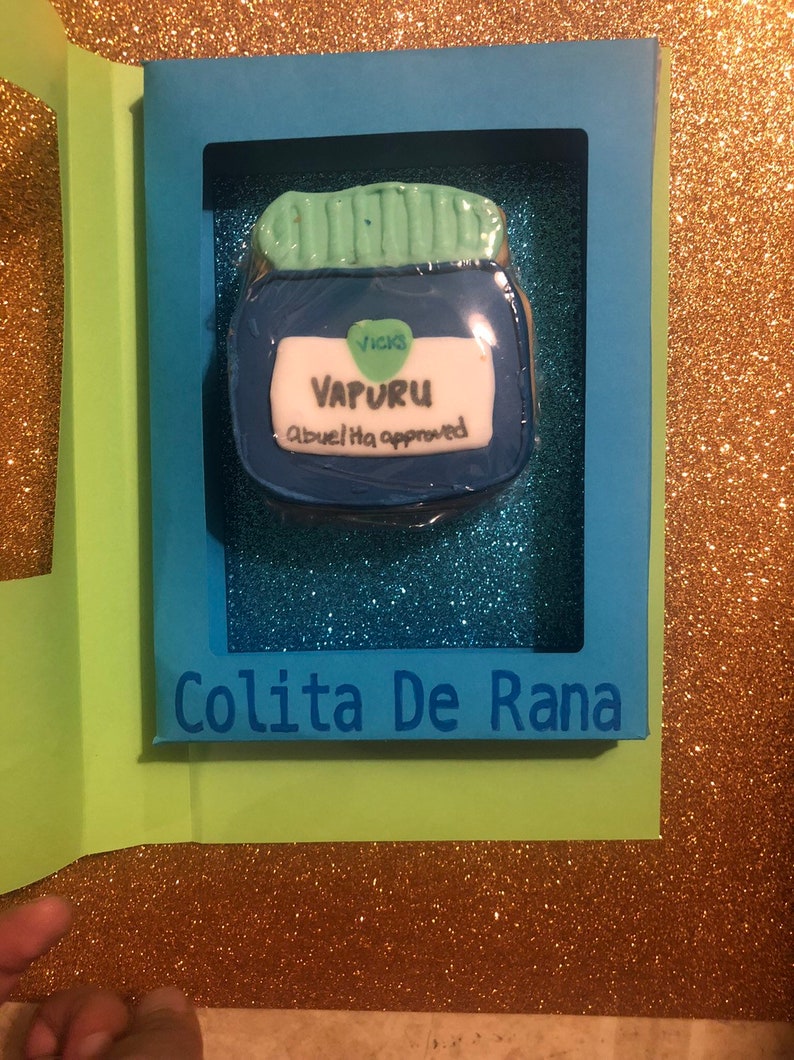 VICKS
VAPURU
abuelita approved
Colita De Rana